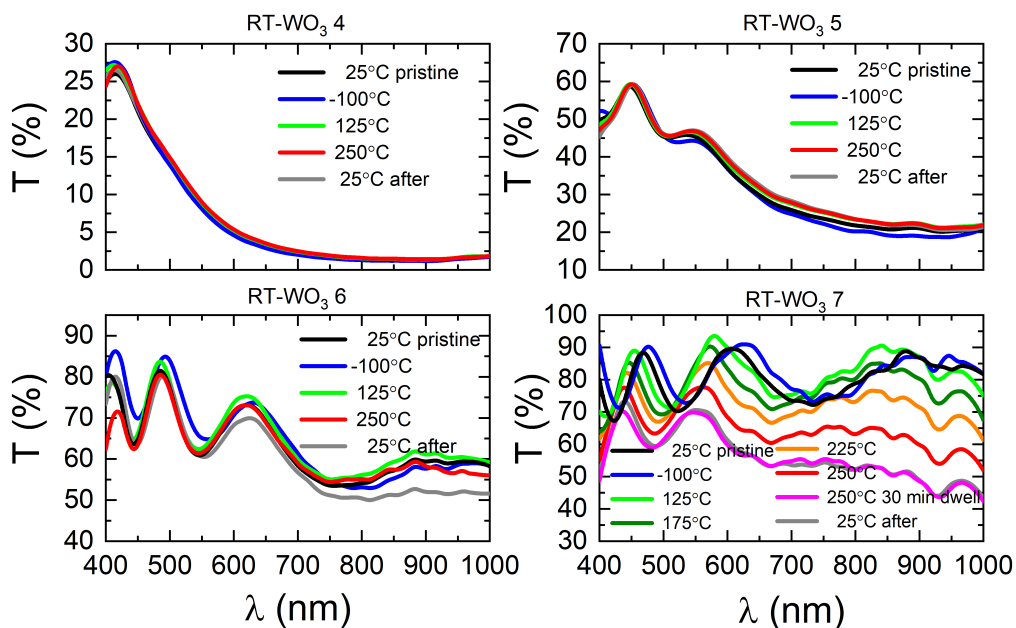 RT-WO3 4
30
25
20
15
10
5
0
T (%)
25°C pristine
-100°C
125°C
250°C
25°C after
RT-WO3 5
70
60
50
40
30
20
10
T (%)
25°C pristine
-100°C
125°C
250°C
25°C after
RT-WO3 6
90
80
70
60
50
40
T (%)
25°C pristine
-100°C
125°C
250°C
25°C after
400 500 600 700 800 900 1000
λ (nm)
RT-WO3 7
100
90
80
70
60
50
40
30
T (%)
25°C pristine
-100°C
125°C
175°C
225°C
250°C
250°C 30 min dwell
25°C after
400 500 600 700 800 900 1000
λ (nm)